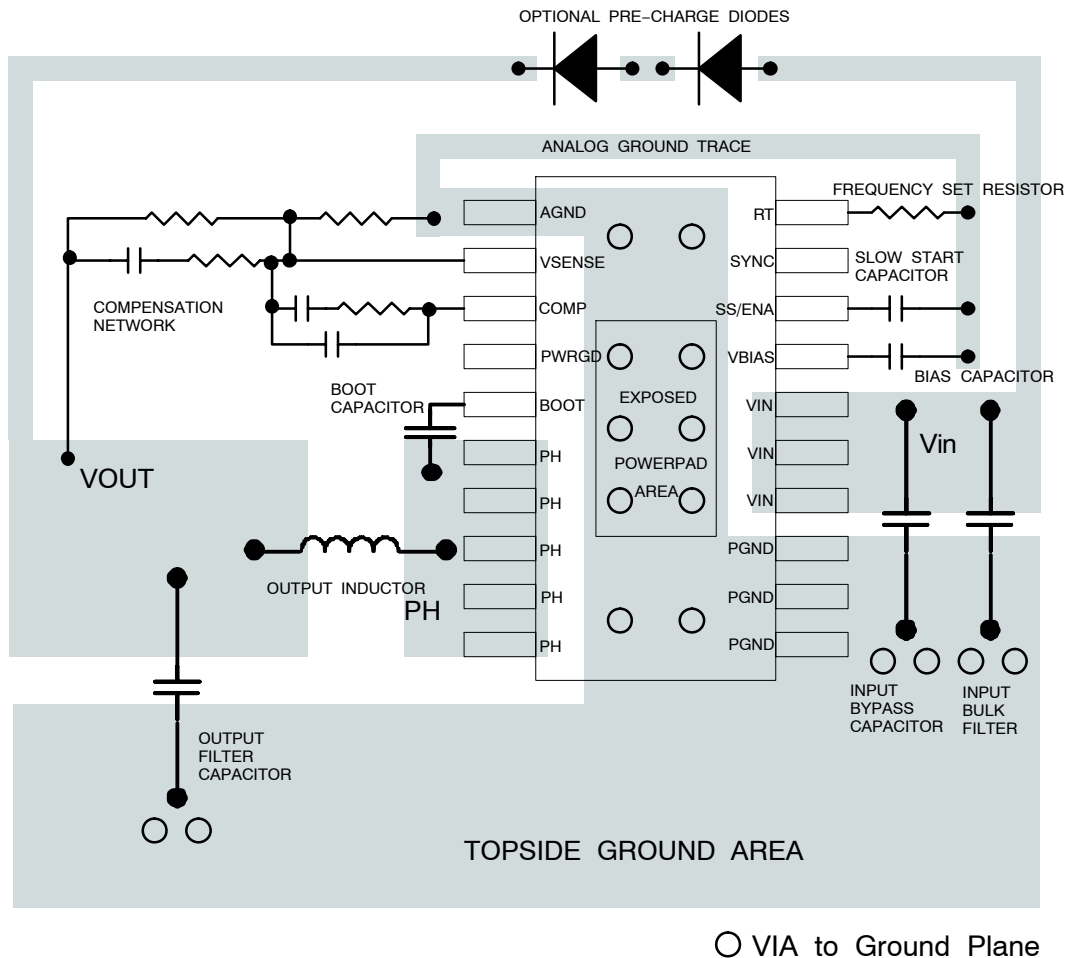 OPTIONAL PRE-CHARGE DIODES
ANALOG GROUND TRACE
FREQUENCY SET RESISTOR
AGND
RT
VSENSE
SYNC
SLOW START
CAPACITOR
COMPENSATION
NETWORK
COMP
SS/ENA
PWRGD
VBIAS
BIAS CAPACITOR
BOOT
CAPACITOR
BOOT
EXPOSED
POWERPAD
AREA
VIN
VIN
VIN
Vin
VOUT
PH
PH
PH
PH
PH
PGND
PGND
PGND
OUTPUT INDUCTOR
PH
INPUT
BYPASS
CAPACITOR
INPUT
BULK
FILTER
OUTPUT
FILTER
CAPACITOR
TOPSIDE GROUND AREA
VIA to Ground Plane